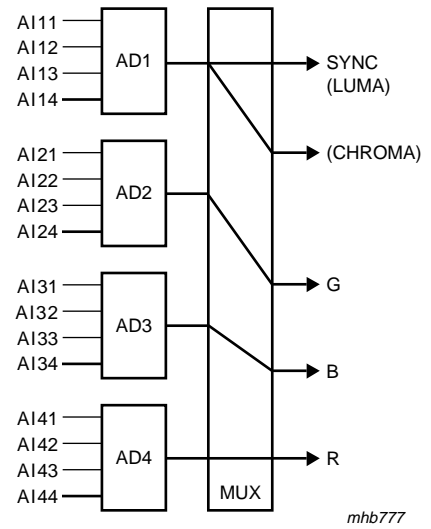 AI11
AI12
AI13
AI14
AD1
SYNC
(LUMA)
(CHROMA)
AI21
AI22
AI23
AI24
AD2
G
AI31
AI32
AI33
AI34
AD3
B
AI41
AI42
AI43
AI44
AD4
R
MUX
mhb777